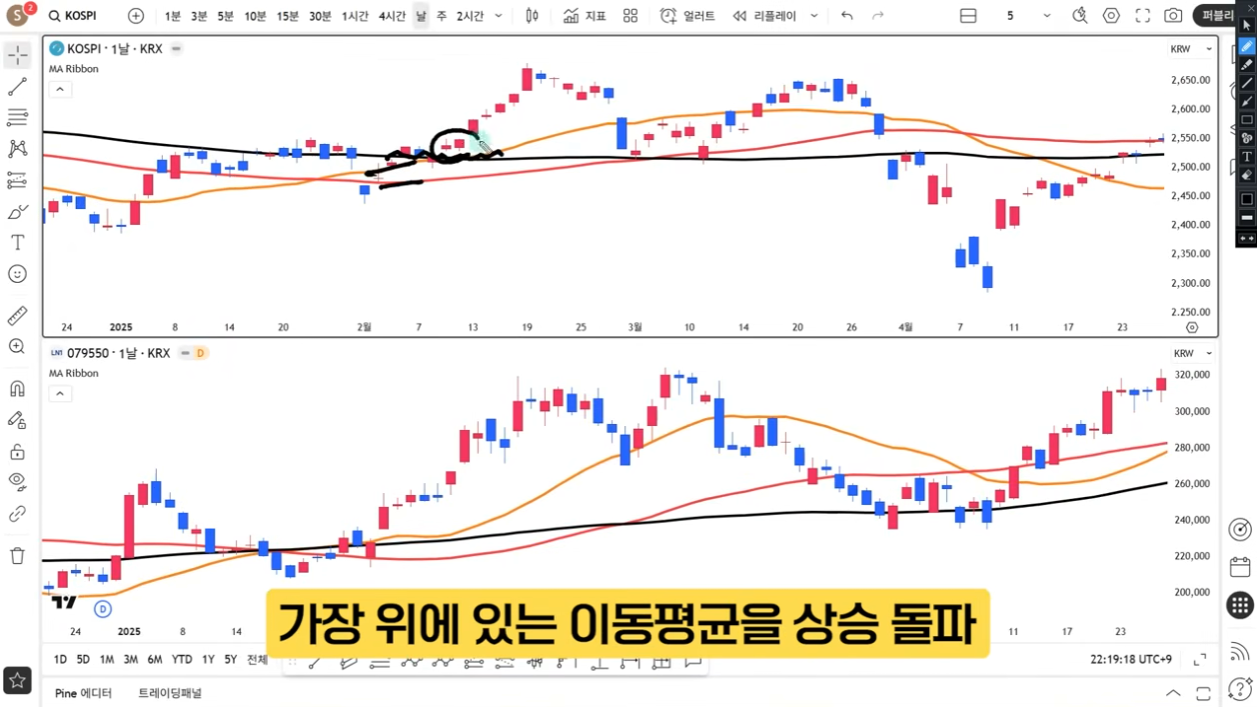 S 2 KOSPI 1분 3분 5분 10분 15분 30분 1시간 4시간 날 주 2시간 지표 얼러트 리플레이 5 퍼블리
KOSPI · 1날 · KRX
KRW
MA Ribbon
2,650.00
2,600.00
2,550.00
2,500.00
2,450.00
2,400.00
2,350.00
2,300.00
2,250.00
24 2025 8 14 20 2월 7 13 19 25 3월 10 14 20 26 4월 7 11 17 23
LN1 079550 · 1날 · KRX D
KRW
MA Ribbon
320,000
300,000
280,000
260,000
240,000
220,000
200,000
D
가장 위에 있는 이동평균을 상승 돌파
24 2025 8 14 11 17 23
1D 5D 1M 3M 6M YTD 1Y 5Y 전체 22:19:18 UTC+9
Pine 에디터 트레이딩패널